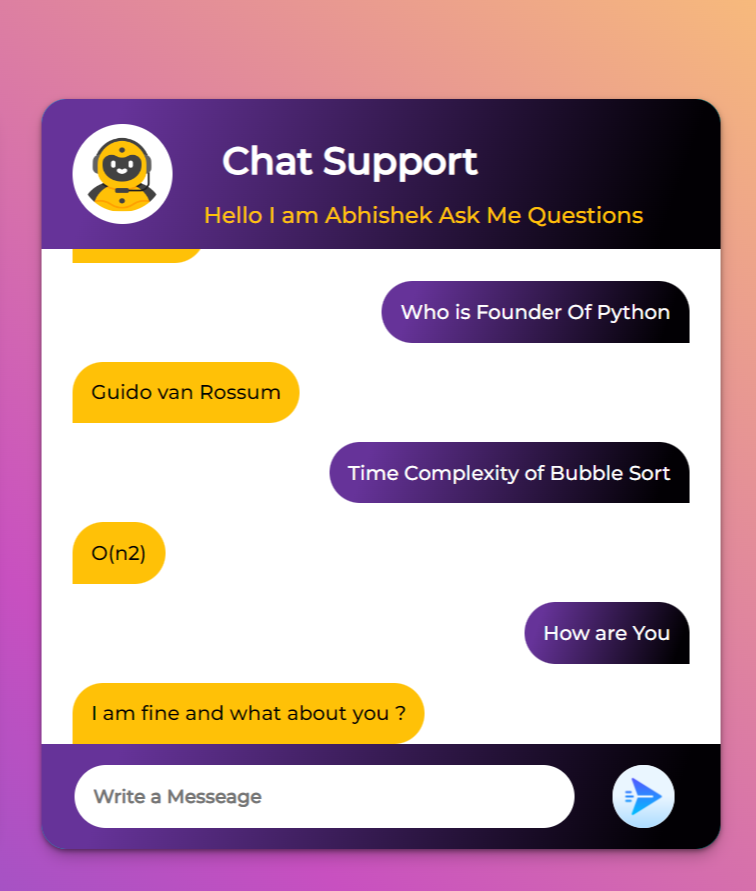 Chat Support
Hello I am Abhishek Ask Me Questions
Who is Founder Of Python
Guido van Rossum
Time Complexity of Bubble Sort
O(n2)
How are You
I am fine and what about you ?
Write a Messeage